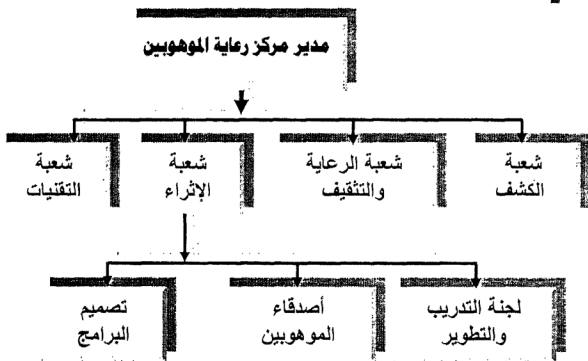 مدير مركز رعاية الموهوبين
شعبة
الكشف
شعبة الرعاية
والتثقيف
شعبة
الإثراء
شعبة
التقنيات
لجنة التدريب
والتطوير
أصدقاء
الموهوبين
تصميم
البرامج